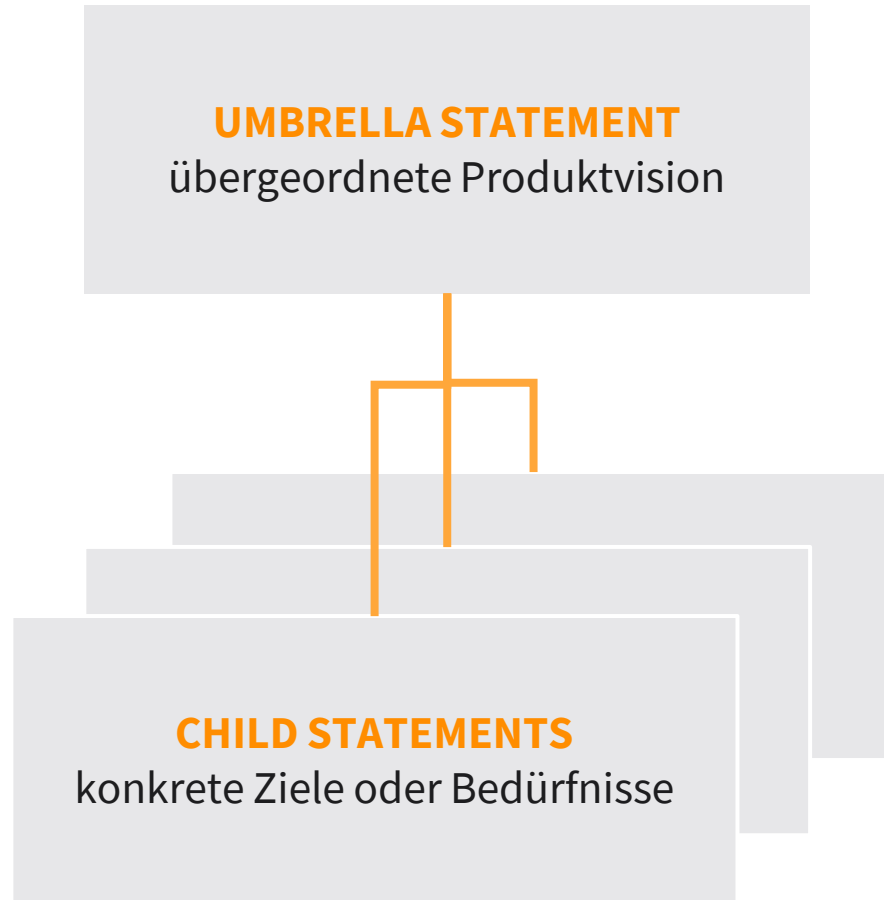 UMBRELLA STATEMENT
übergeordnete Produktvision
CHILD STATEMENTS
konkrete Ziele oder Bedürfnisse